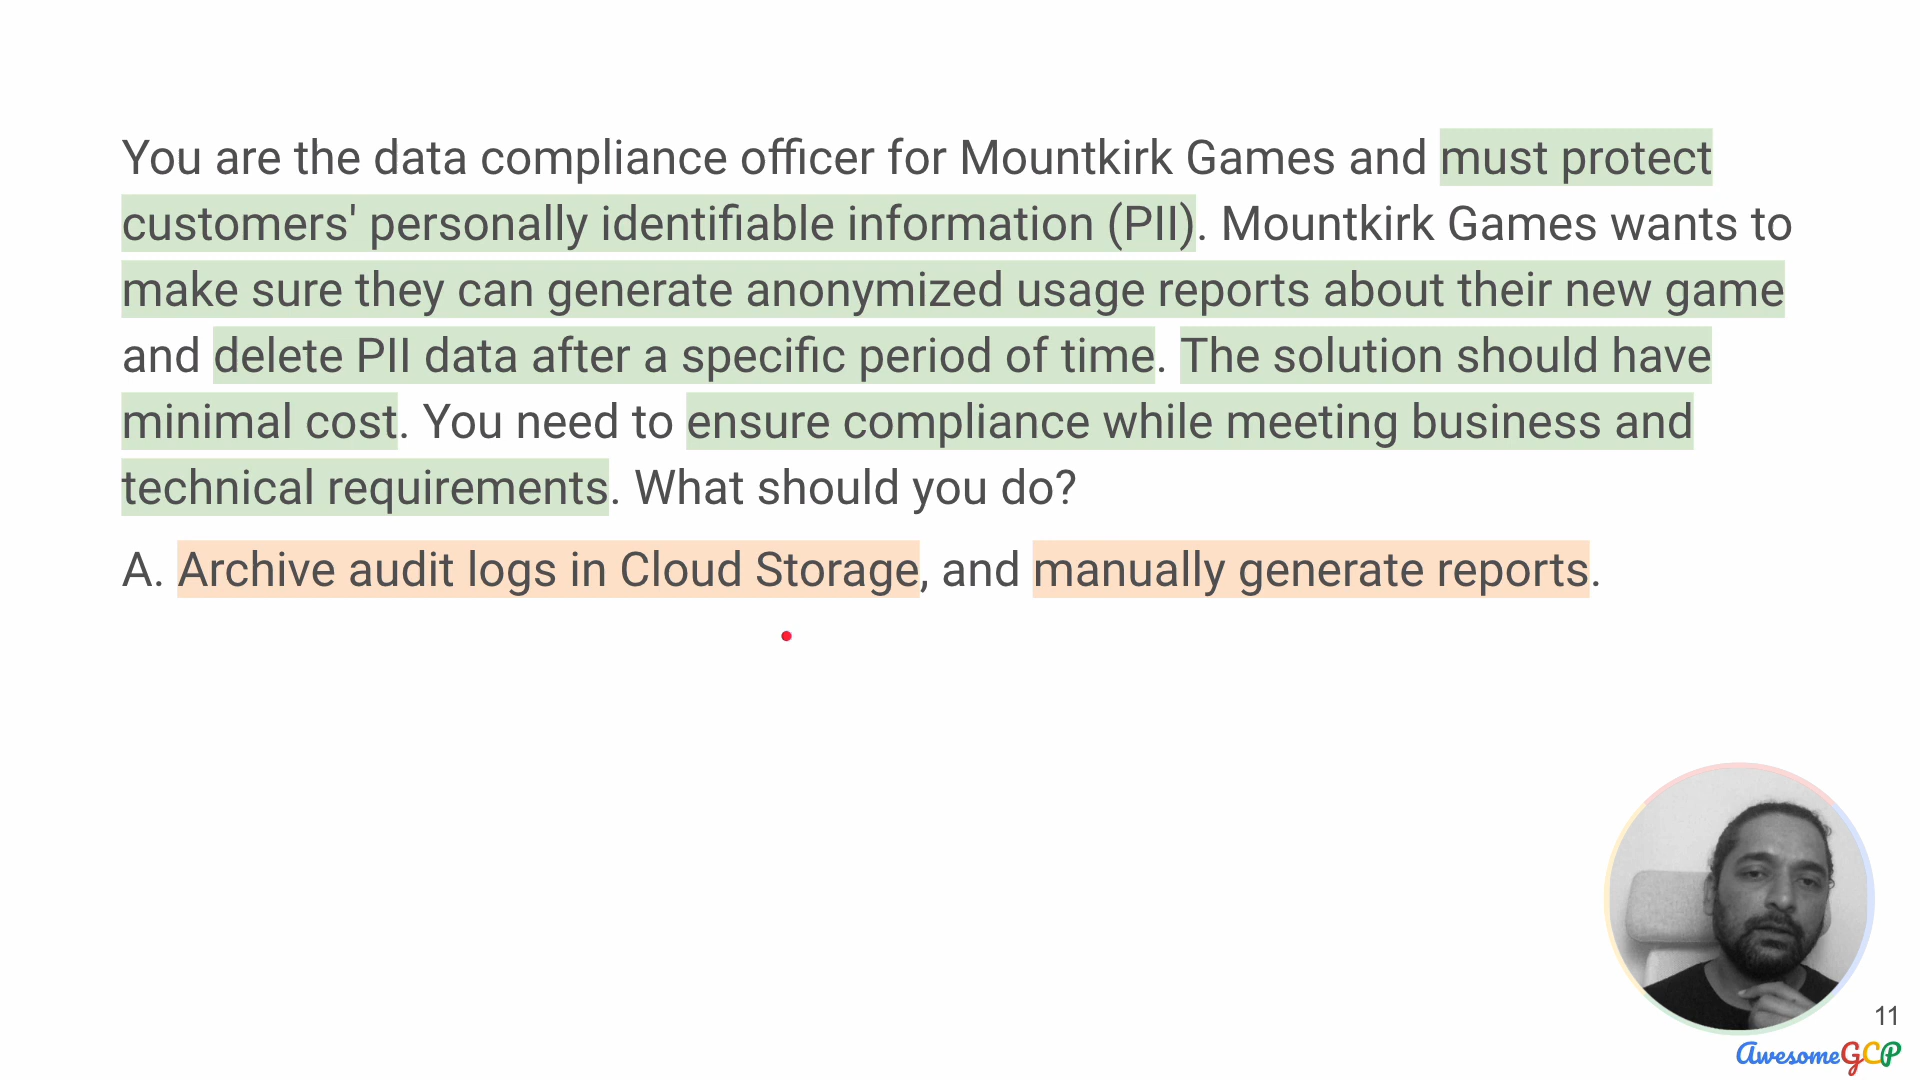 You are the data compliance officer for Mountkirk Games and must protect
customers' personally identifiable information (PII). Mountkirk Games wants to
make sure they can generate anonymized usage reports about their new game
and delete PII data after a specific period of time. The solution should have
minimal cost. You need to ensure compliance while meeting business and
technical requirements. What should you do?
A. Archive audit logs in Cloud Storage, and manually generate reports.
11
AwesomeGCP